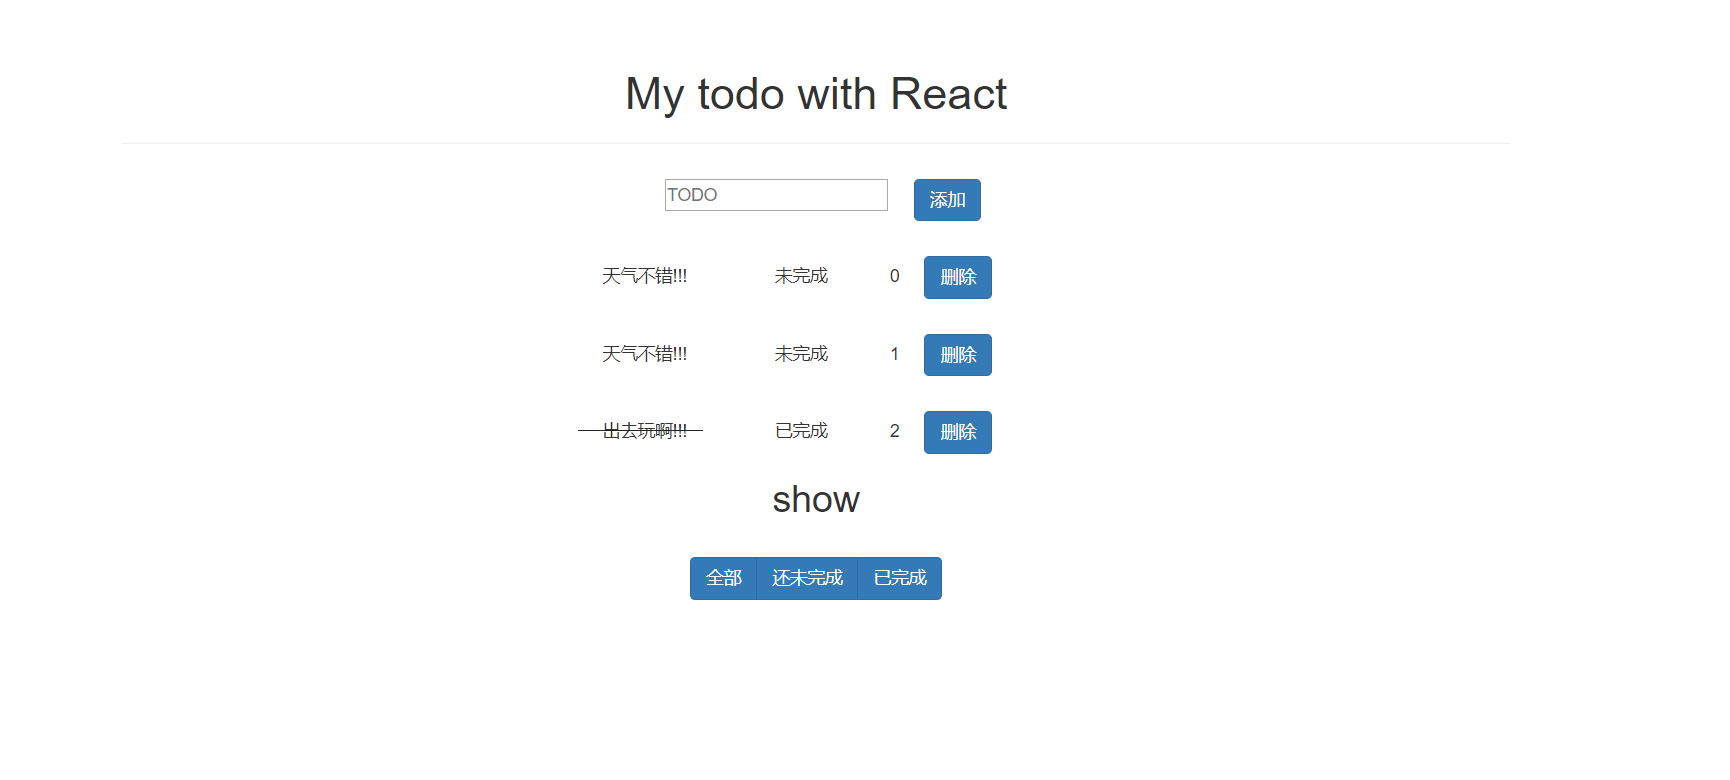 My todo with React
TODO 添加
天气不错!!! 未完成 0 删除
天气不错!!! 未完成 1 删除
出去玩啊!!! 已完成 2 删除
show
全部 还未完成 已完成